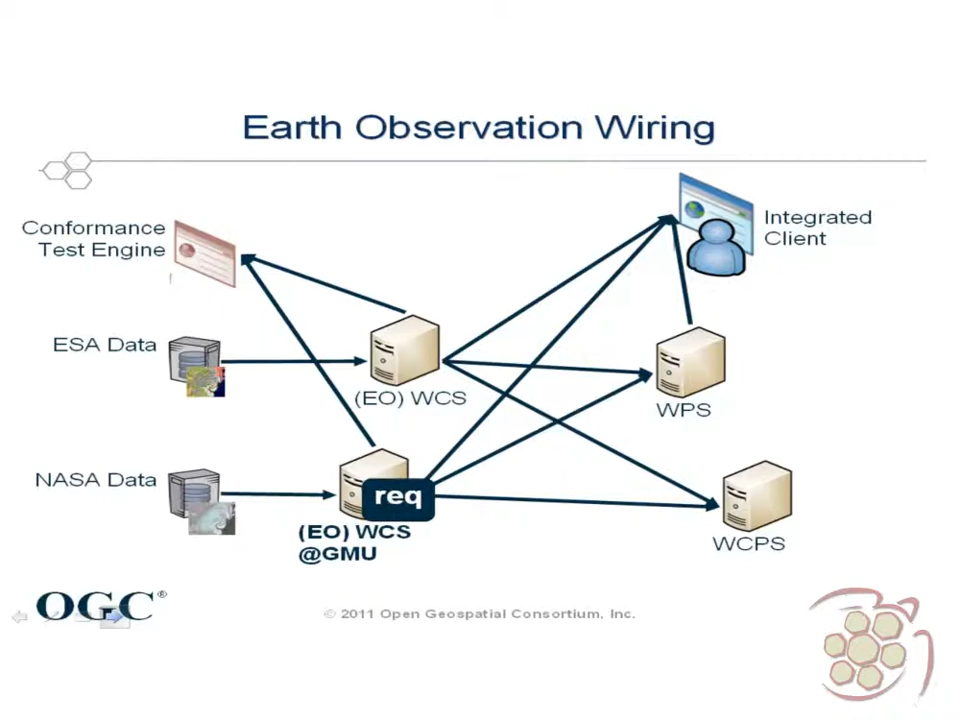 Earth Observation Wiring
Conformance
Test Engine
Integrated
Client
ESA Data
(EO) WCS
WPS
NASA Data
req
(EO) WCS
@GMU
WCPS
OGC®
© 2011 Open Geospatial Consortium, Inc.